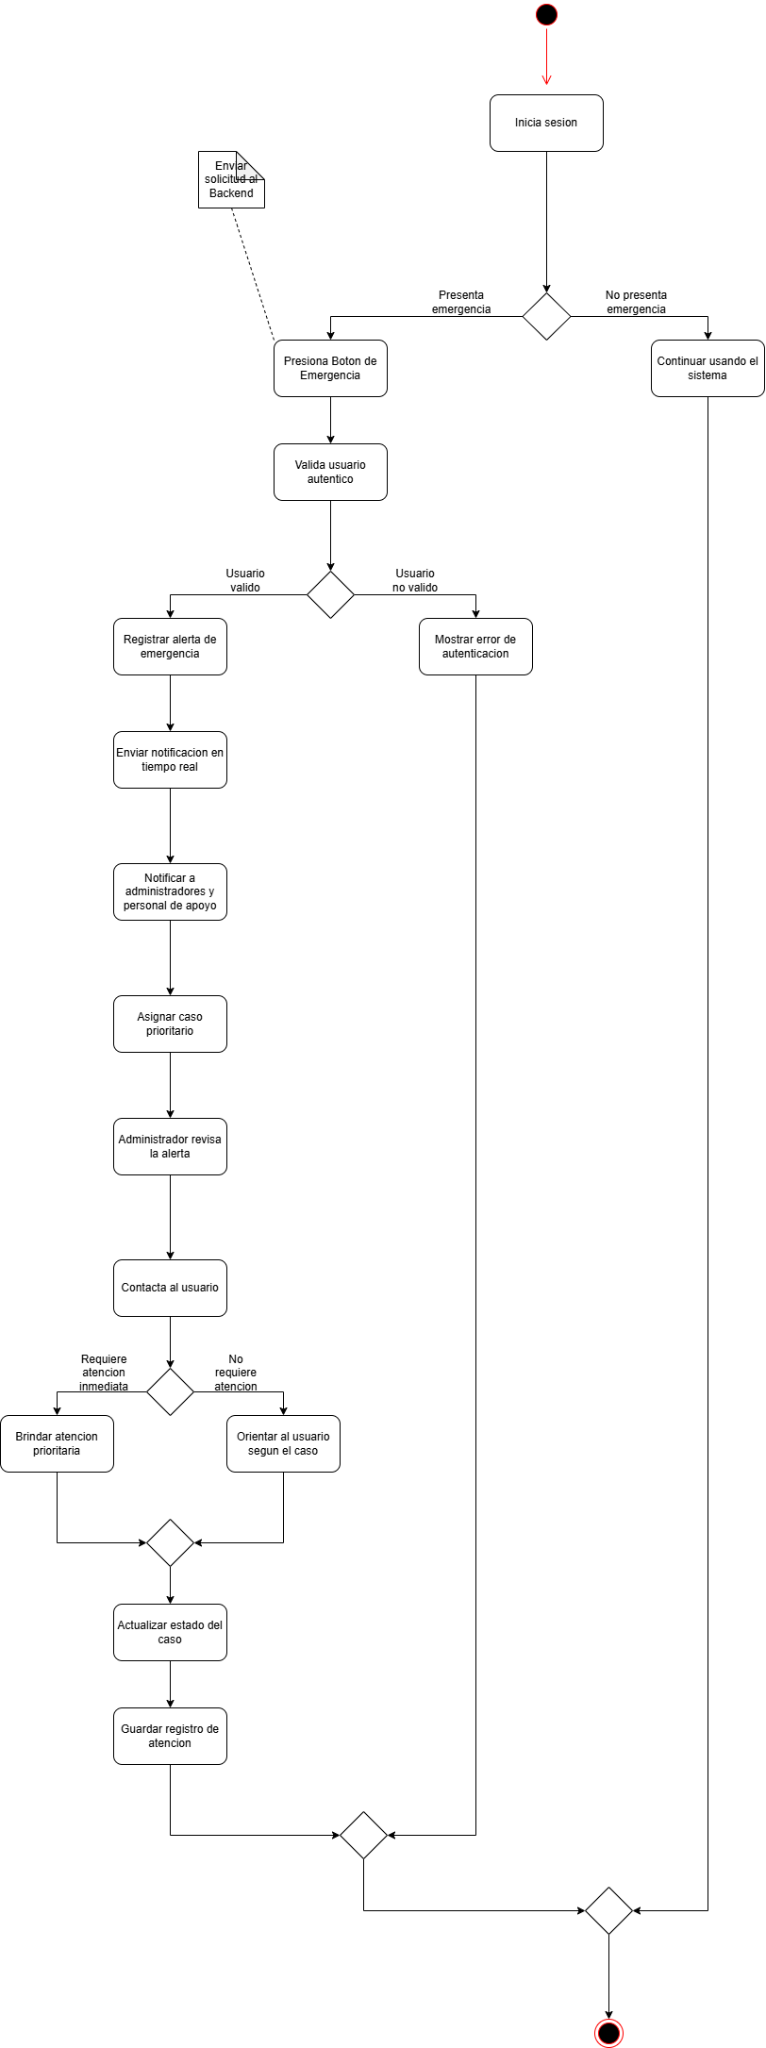 Inicia sesion
Enviar
solicitud al
Backend
Presenta
emergencia
No presenta
emergencia
Presiona Boton de
Emergencia
Continuar usando el
sistema
Valida usuario
autentico
Usuario
valido
Usuario
no valido
Registrar alerta de
emergencia
Mostrar error de
autenticacion
Enviar notificacion en
tiempo real
Notificar a
administradores y
personal de apoyo
Asignar caso
prioritario
Administrador revisa
la alerta
Contacta al usuario
Requiere
atencion
inmediata
No
requiere
atencion
Brindar atencion
prioritaria
Orientar al usuario
segun el caso
Actualizar estado del
caso
Guardar registro de
atencion